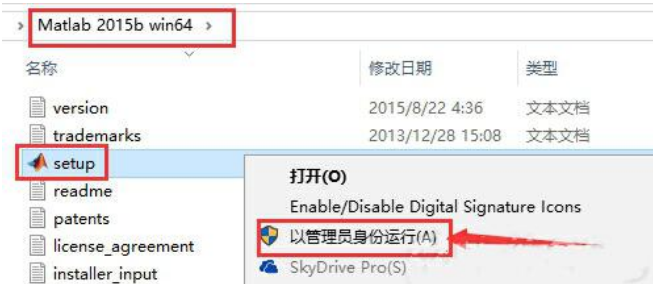 Matlab 2015b win64
名称 修改日期 类型
version 2015/8/22 4:36 文本文档
trademarks 2013/12/28 15:08 文本文档
setup
readme
patents
license_agreement
installer_input
打开(O)
Enable/Disable Digital Signature Icons
以管理员身份运行(A)
SkyDrive Pro(S)